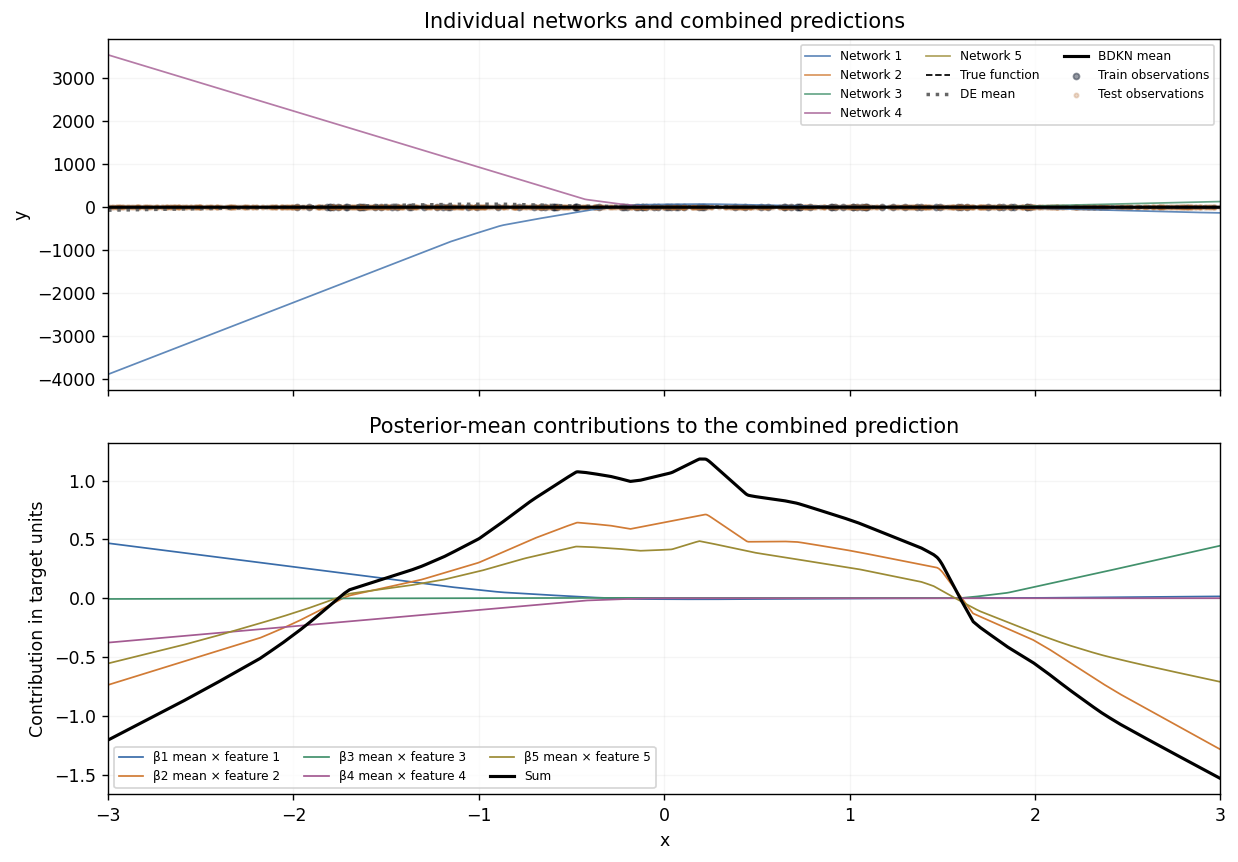 Individual networks and combined predictions
3000
2000
1000
0
−1000
−2000
−3000
−4000
y
Network 1
Network 2
Network 3
Network 4
Network 5
True function
DE mean
BDKN mean
Train observations
Test observations
Posterior-mean contributions to the combined prediction
1.0
0.5
0.0
−0.5
−1.0
−1.5
Contribution in target units
β1 mean × feature 1
β2 mean × feature 2
β3 mean × feature 3
β4 mean × feature 4
β5 mean × feature 5
Sum
−3
−2
−1
0
1
2
3
x